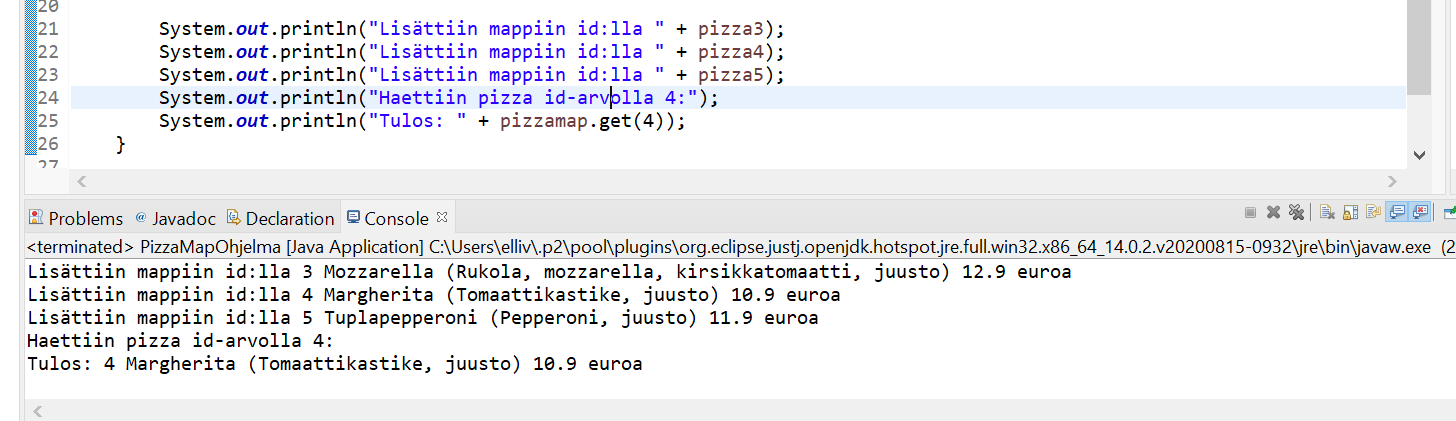 20
21 System.out.println("Lisättiin mappiin id:lla " + pizza3);
22 System.out.println("Lisättiin mappiin id:lla " + pizza4);
23 System.out.println("Lisättiin mappiin id:lla " + pizza5);
24 System.out.println("Haettiin pizza id-arvolla 4:");
25 System.out.println("Tulos: " + pizzamap.get(4));
26 }
27
Problems @ Javadoc Declaration Console
<terminated> PizzaMapOhjelma [Java Application] C:\Users\elliv\.p2\pool\plugins\org.eclipse.justj.openjdk.hotspot.jre.full.win32.x86_64_14.0.2.v20200815-0932\jre\bin\javaw.exe (2
Lisättiin mappiin id:lla 3 Mozzarella (Rukola, mozzarella, kirsikkatomaatti, juusto) 12.9 euroa
Lisättiin mappiin id:lla 4 Margherita (Tomaattikastike, juusto) 10.9 euroa
Lisättiin mappiin id:lla 5 Tuplapepperoni (Pepperoni, juusto) 11.9 euroa
Haettiin pizza id-arvolla 4:
Tulos: 4 Margherita (Tomaattikastike, juusto) 10.9 euroa